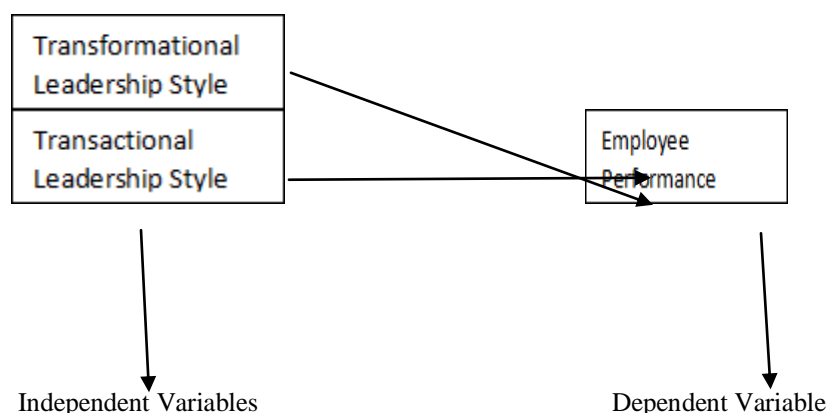 Transformational
Leadership Style
Transactional
Leadership Style
Employee
Performance
Independent Variables
Dependent Variable